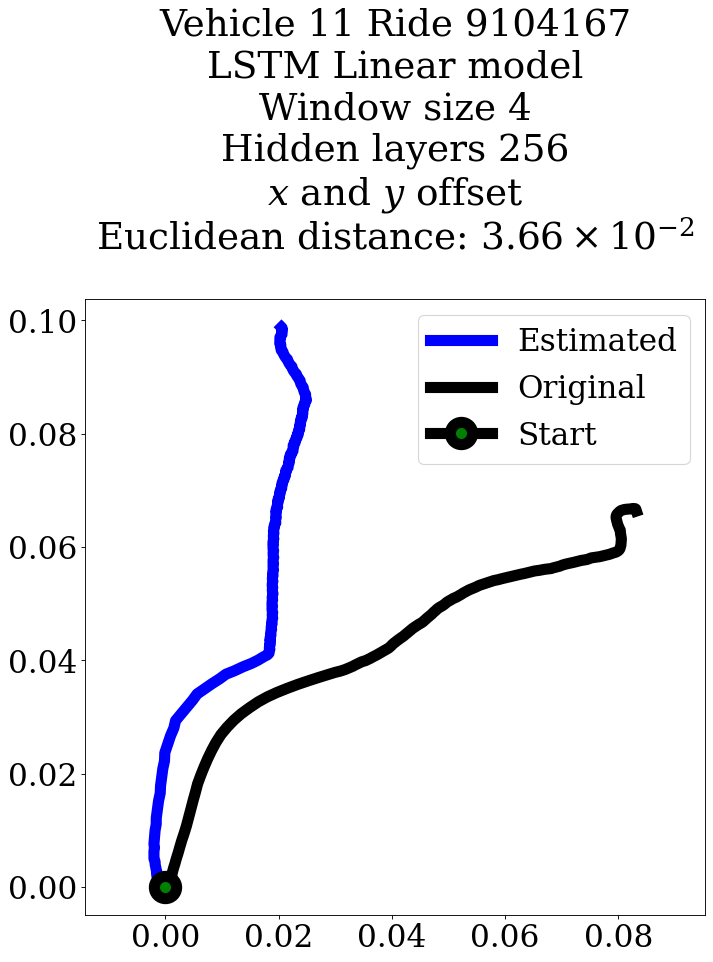 Vehicle 11 Ride 9104167
LSTM Linear model
Window size 4
Hidden layers 256
x and y offset
Euclidean distance: 3.66 × 10⁻²
Estimated
Original
Start
0.10
0.08
0.06
0.04
0.02
0.00
0.00 0.02 0.04 0.06 0.08